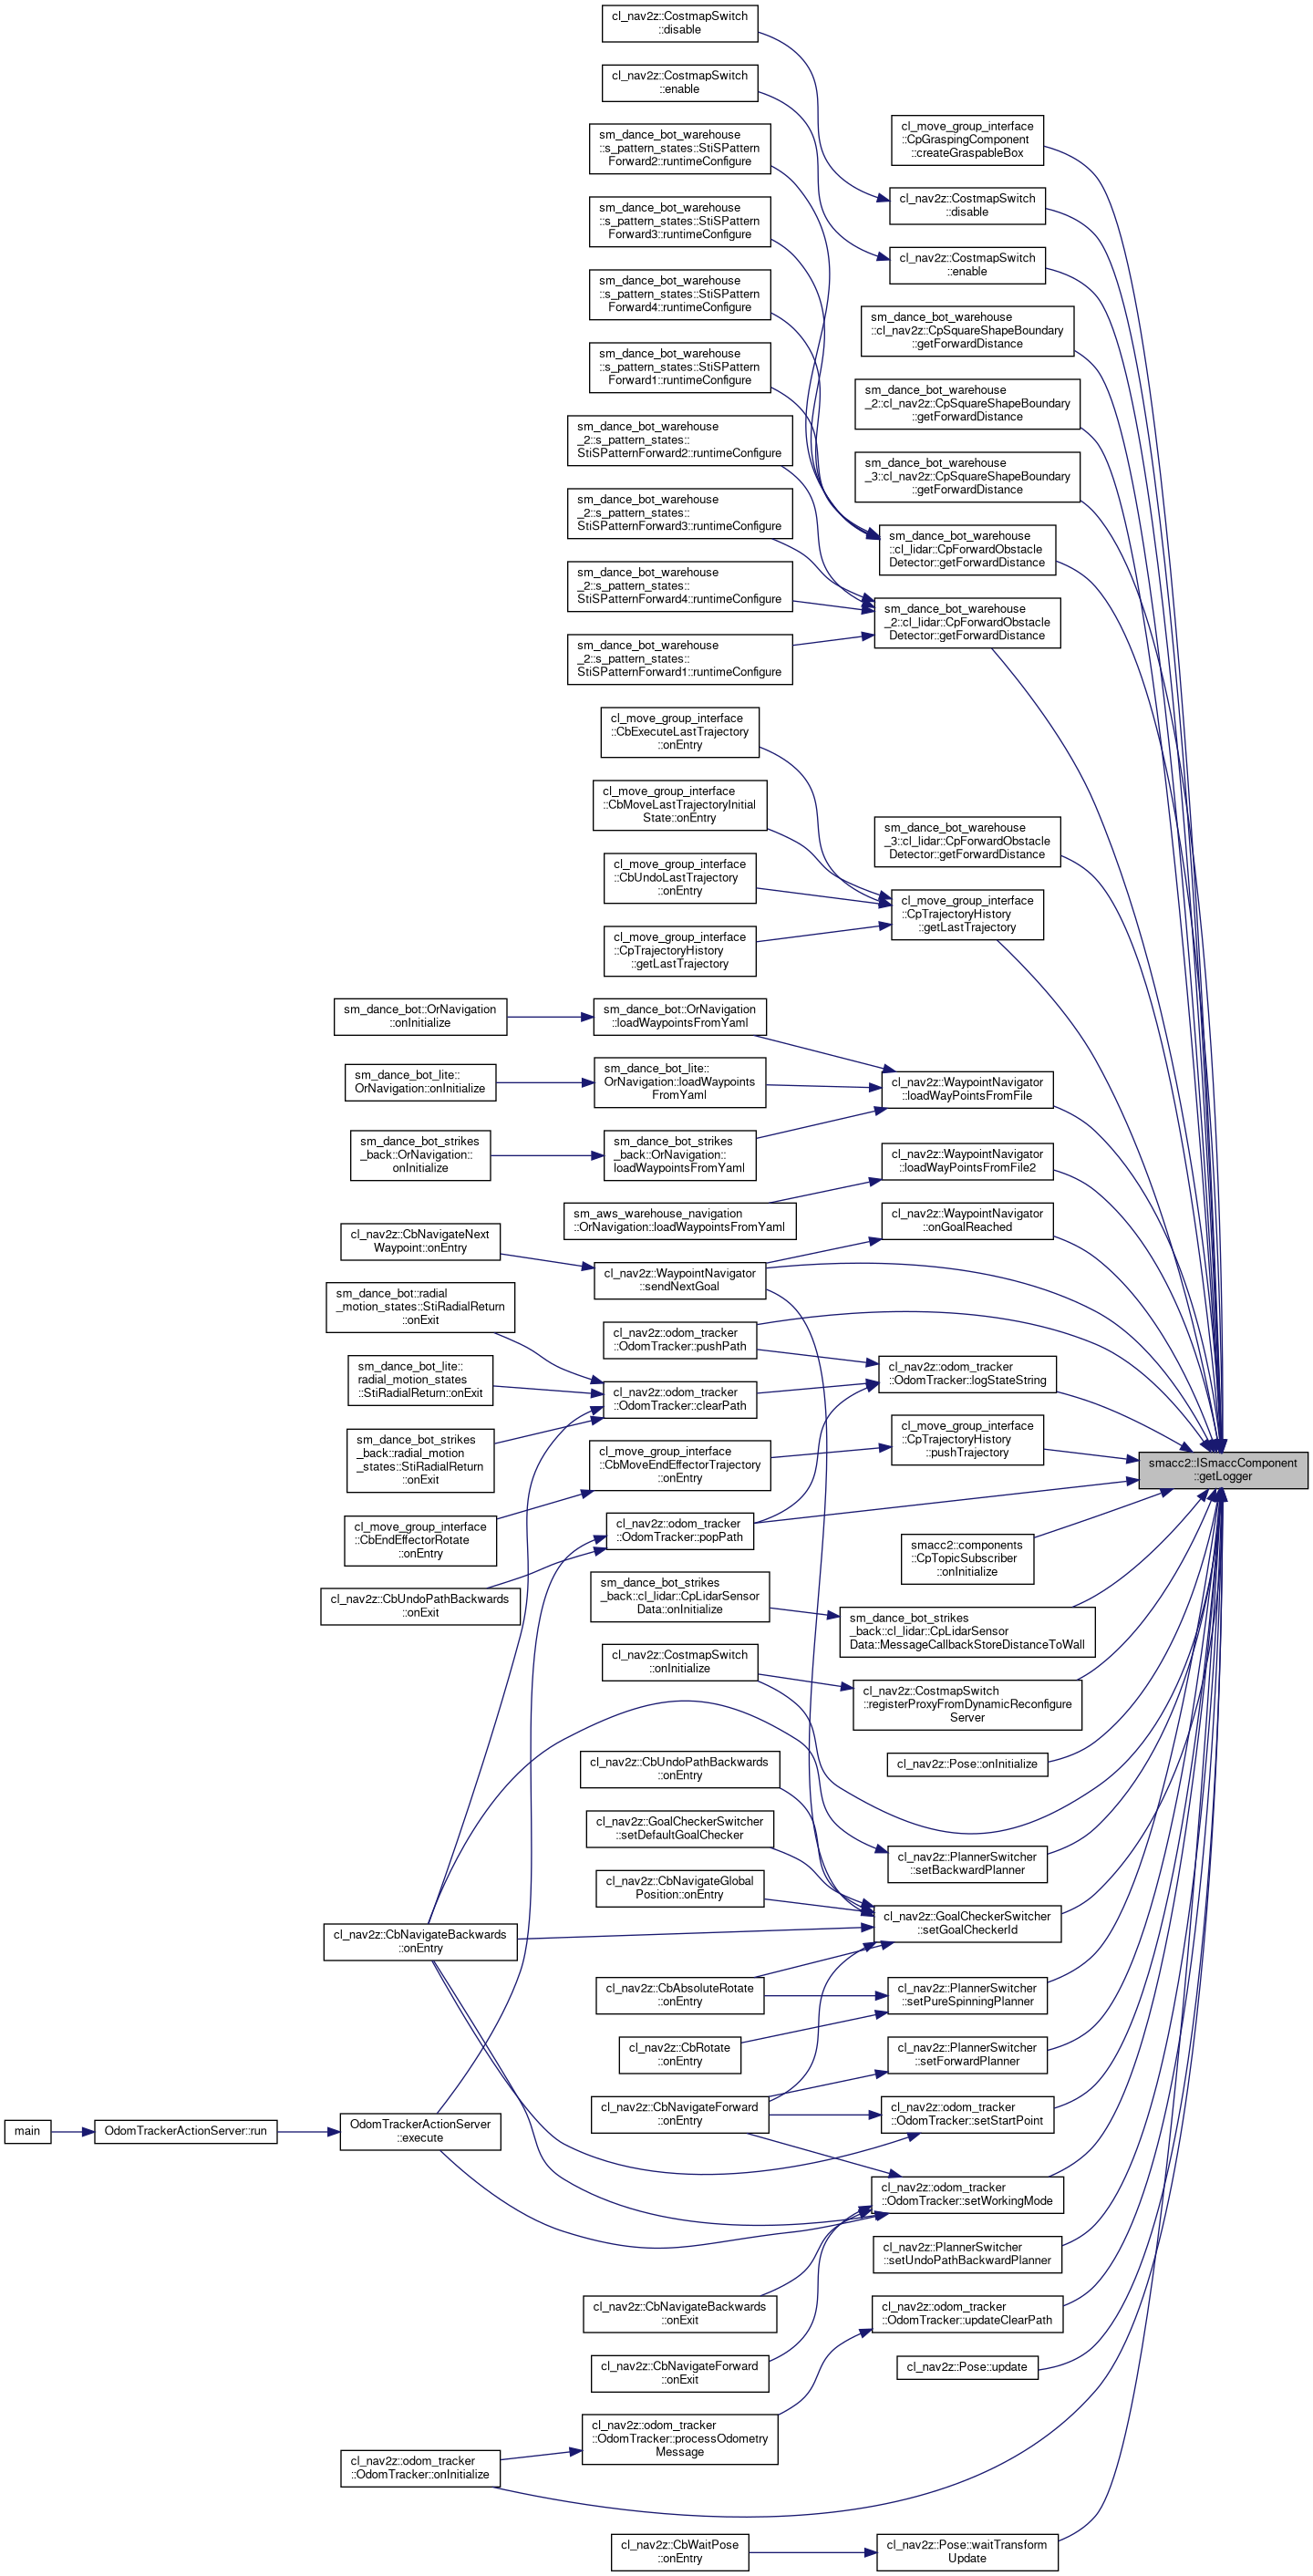 cl_nav2z::CostmapSwitch
::disable
cl_nav2z::CostmapSwitch
::enable
cl_move_group_interface
::CpGraspingComponent
::createGraspableBox
sm_dance_bot_warehouse
::s_pattern_states::StiSPattern
Forward2::runtimeConfigure
cl_nav2z::CostmapSwitch
::disable
sm_dance_bot_warehouse
::s_pattern_states::StiSPattern
Forward3::runtimeConfigure
cl_nav2z::CostmapSwitch
::enable
sm_dance_bot_warehouse
::s_pattern_states::StiSPattern
Forward4::runtimeConfigure
sm_dance_bot_warehouse
::cl_nav2z::CpSquareShapeBoundary
::getForwardDistance
sm_dance_bot_warehouse
::s_pattern_states::StiSPattern
Forward1::runtimeConfigure
sm_dance_bot_warehouse
_2::cl_nav2z::CpSquareShapeBoundary
::getForwardDistance
sm_dance_bot_warehouse
_2::s_pattern_states::
StiSPatternForward2::runtimeConfigure
sm_dance_bot_warehouse
_3::cl_nav2z::CpSquareShapeBoundary
::getForwardDistance
sm_dance_bot_warehouse
_2::s_pattern_states::
StiSPatternForward3::runtimeConfigure
sm_dance_bot_warehouse
::cl_lidar::CpForwardObstacle
Detector::getForwardDistance
sm_dance_bot_warehouse
_2::s_pattern_states::
StiSPatternForward4::runtimeConfigure
sm_dance_bot_warehouse
_2::cl_lidar::CpForwardObstacle
Detector::getForwardDistance
sm_dance_bot_warehouse
_2::s_pattern_states::
StiSPatternForward1::runtimeConfigure
cl_move_group_interface
::CbExecuteLastTrajectory
::onEntry
cl_move_group_interface
::CbMoveLastTrajectoryInitial
State::onEntry
sm_dance_bot_warehouse
_3::cl_lidar::CpForwardObstacle
Detector::getForwardDistance
cl_move_group_interface
::CbUndoLastTrajectory
::onEntry
cl_move_group_interface
::CpTrajectoryHistory
::getLastTrajectory
cl_move_group_interface
::CpTrajectoryHistory
::getLastTrajectory
sm_dance_bot::OrNavigation
::onInitialize
sm_dance_bot::OrNavigation
::loadWaypointsFromYaml
sm_dance_bot_lite::
OrNavigation::onInitialize
sm_dance_bot_lite::
OrNavigation::loadWaypoints
FromYaml
cl_nav2z::WaypointNavigator
::loadWayPointsFromFile
sm_dance_bot_strikes
_back::OrNavigation::
onInitialize
sm_dance_bot_strikes
_back::OrNavigation::
loadWaypointsFromYaml
cl_nav2z::WaypointNavigator
::loadWayPointsFromFile2
sm_aws_warehouse_navigation
::OrNavigation::loadWaypointsFromYaml
cl_nav2z::WaypointNavigator
::onGoalReached
cl_nav2z::CbNavigateNext
Waypoint::onEntry
cl_nav2z::WaypointNavigator
::sendNextGoal
sm_dance_bot::radial
_motion_states::StiRadialReturn
::onExit
cl_nav2z::odom_tracker
::OdomTracker::pushPath
cl_nav2z::odom_tracker
::OdomTracker::logStateString
sm_dance_bot_lite::
radial_motion_states
::StiRadialReturn::onExit
cl_nav2z::odom_tracker
::OdomTracker::clearPath
cl_move_group_interface
::CpTrajectoryHistory
::pushTrajectory
sm_dance_bot_strikes
_back::radial_motion
_states::StiRadialReturn
::onExit
cl_move_group_interface
::CbMoveEndEffectorTrajectory
::onEntry
smacc2::ISmaccComponent
::getLogger
cl_move_group_interface
::CbEndEffectorRotate
::onEntry
cl_nav2z::odom_tracker
::OdomTracker::popPath
smacc2::components
::CpTopicSubscriber
::onInitialize
cl_nav2z::CbUndoPathBackwards
::onExit
sm_dance_bot_strikes
_back::cl_lidar::CpLidarSensor
Data::onInitialize
sm_dance_bot_strikes
_back::cl_lidar::CpLidarSensor
Data::MessageCallbackStoreDistanceToWall
cl_nav2z::CostmapSwitch
::onInitialize
cl_nav2z::CostmapSwitch
::registerProxyFromDynamicReconfigure
Server
cl_nav2z::Pose::onInitialize
cl_nav2z::CbUndoPathBackwards
::onEntry
cl_nav2z::GoalCheckerSwitcher
::setDefaultGoalChecker
cl_nav2z::PlannerSwitcher
::setBackwardPlanner
cl_nav2z::CbNavigateGlobal
Position::onEntry
cl_nav2z::GoalCheckerSwitcher
::setGoalCheckerId
cl_nav2z::CbNavigateBackwards
::onEntry
cl_nav2z::CbAbsoluteRotate
::onEntry
cl_nav2z::PlannerSwitcher
::setPureSpinningPlanner
cl_nav2z::CbRotate
::onEntry
cl_nav2z::PlannerSwitcher
::setForwardPlanner
main
OdomTrackerActionServer::run
OdomTrackerActionServer
::execute
cl_nav2z::CbNavigateForward
::onEntry
cl_nav2z::odom_tracker
::OdomTracker::setStartPoint
cl_nav2z::odom_tracker
::OdomTracker::setWorkingMode
cl_nav2z::PlannerSwitcher
::setUndoPathBackwardPlanner
cl_nav2z::CbNavigateBackwards
::onExit
cl_nav2z::odom_tracker
::OdomTracker::updateClearPath
cl_nav2z::CbNavigateForward
::onExit
cl_nav2z::Pose::update
cl_nav2z::odom_tracker
::OdomTracker::processOdometry
Message
cl_nav2z::odom_tracker
::OdomTracker::onInitialize
cl_nav2z::CbWaitPose
::onEntry
cl_nav2z::Pose::waitTransform
Update